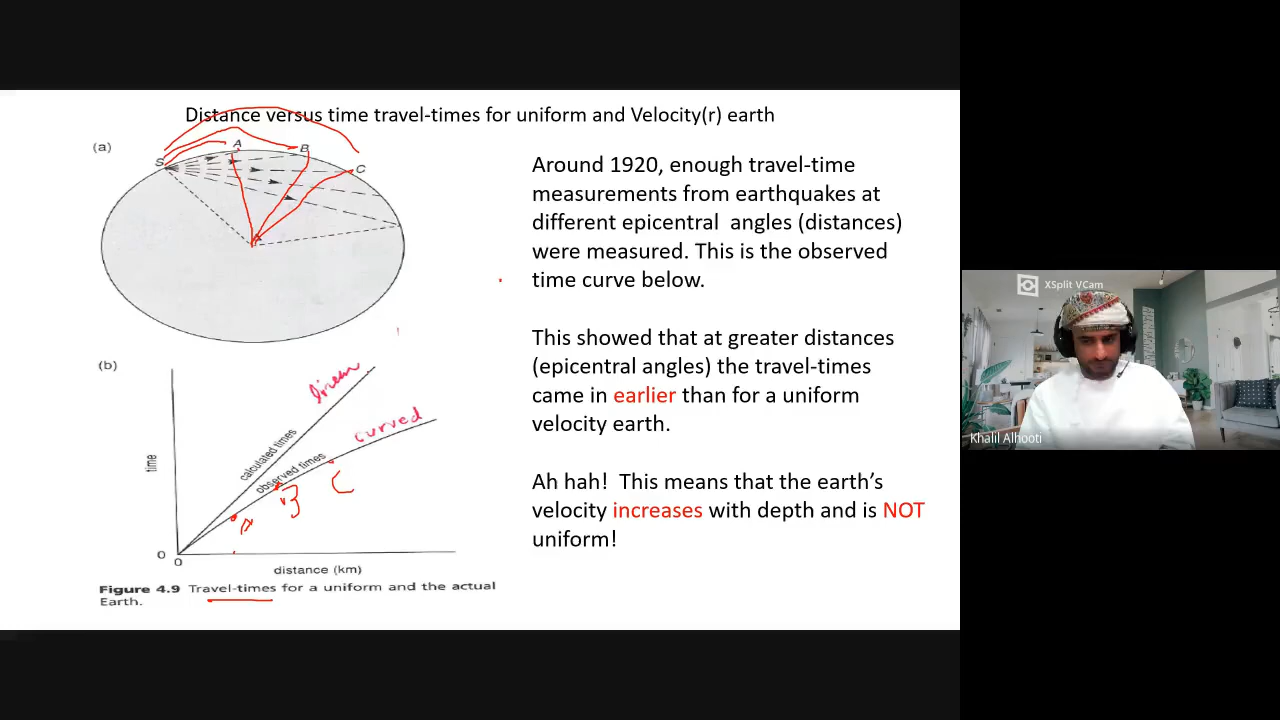 Distance versus time travel-times for uniform and Velocity(r) earth
(a)
S
A
B
C
Around 1920, enough travel-time
measurements from earthquakes at
different epicentral angles (distances)
were measured. This is the observed
time curve below.
This showed that at greater distances
(epicentral angles) the travel-times
came in earlier than for a uniform
velocity earth.
Ah hah! This means that the earth's
velocity increases with depth and is NOT
uniform!
(b)
time
linear
calculated times
curved
observed times
A
B
C
0
0
distance (km)
Figure 4.9 Travel-times for a uniform and the actual
Earth.
XSplit VCam
Khalil Alhooti